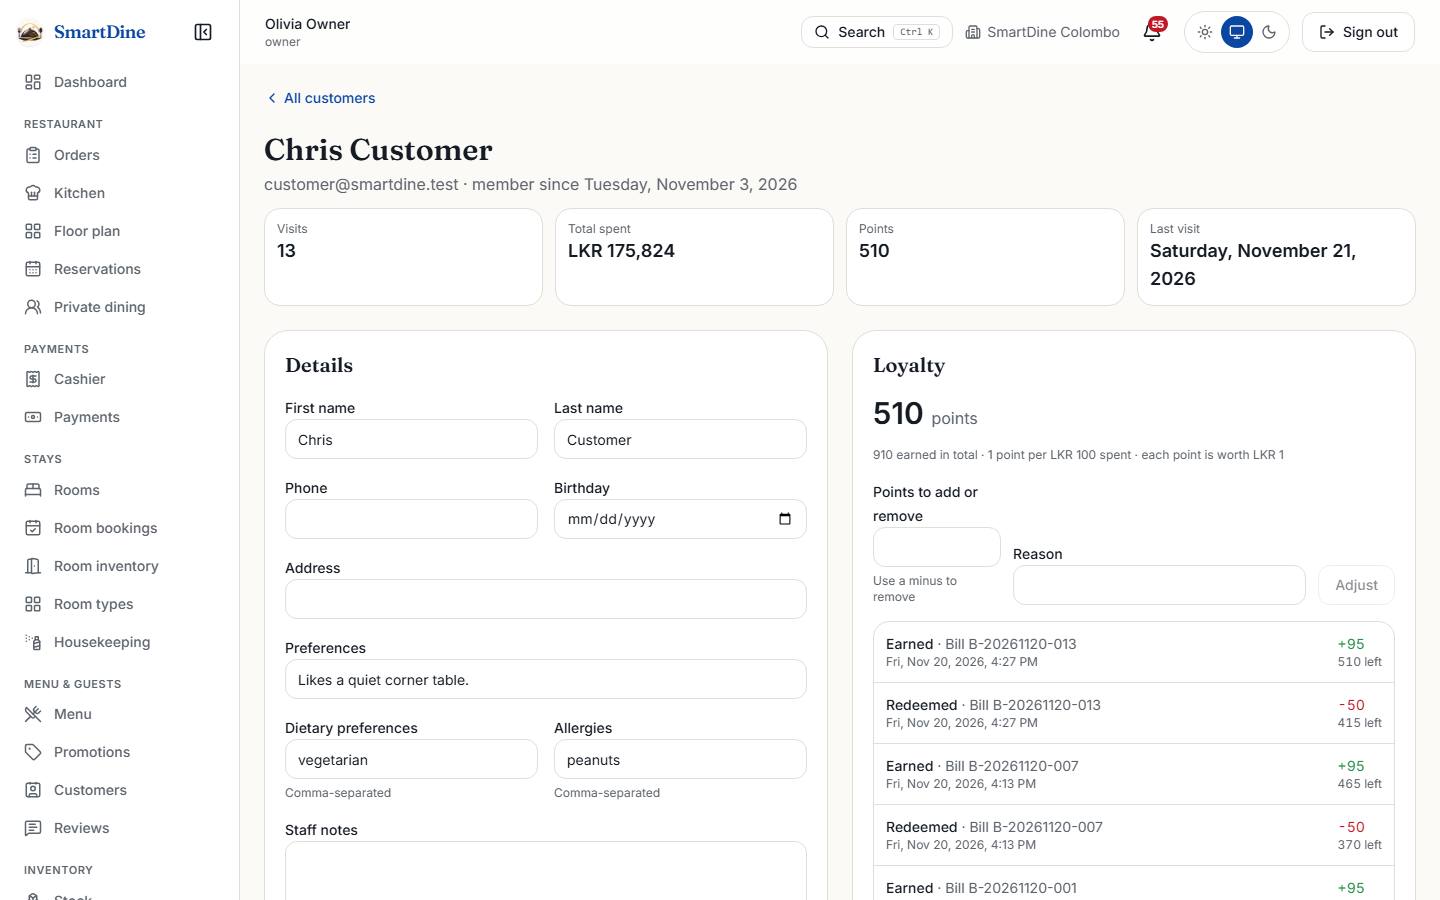 SmartDine
Olivia Owner
owner
Search Ctrl K
SmartDine Colombo
55
Sign out
Dashboard
RESTAURANT
Orders
Kitchen
Floor plan
Reservations
Private dining
PAYMENTS
Cashier
Payments
STAYS
Rooms
Room bookings
Room inventory
Room types
Housekeeping
MENU & GUESTS
Menu
Promotions
Customers
Reviews
INVENTORY
All customers
Chris Customer
customer@smartdine.test · member since Tuesday, November 3, 2026
Visits
13
Total spent
LKR 175,824
Points
510
Last visit
Saturday, November 21,
2026
Details
First name
Chris
Last name
Customer
Phone
Birthday
mm/dd/yyyy
Address
Preferences
Likes a quiet corner table.
Dietary preferences
vegetarian
Comma-separated
Allergies
peanuts
Comma-separated
Staff notes
Loyalty
510 points
910 earned in total · 1 point per LKR 100 spent · each point is worth LKR 1
Points to add or
remove
Use a minus to
remove
Reason
Adjust
Earned · Bill B-20261120-013
+95
Fri, Nov 20, 2026, 4:27 PM
510 left
Redeemed · Bill B-20261120-013
-50
Fri, Nov 20, 2026, 4:27 PM
415 left
Earned · Bill B-20261120-007
+95
Fri, Nov 20, 2026, 4:13 PM
465 left
Redeemed · Bill B-20261120-007
-50
Fri, Nov 20, 2026, 4:13 PM
370 left
Earned · Bill B-20261120-001
+95